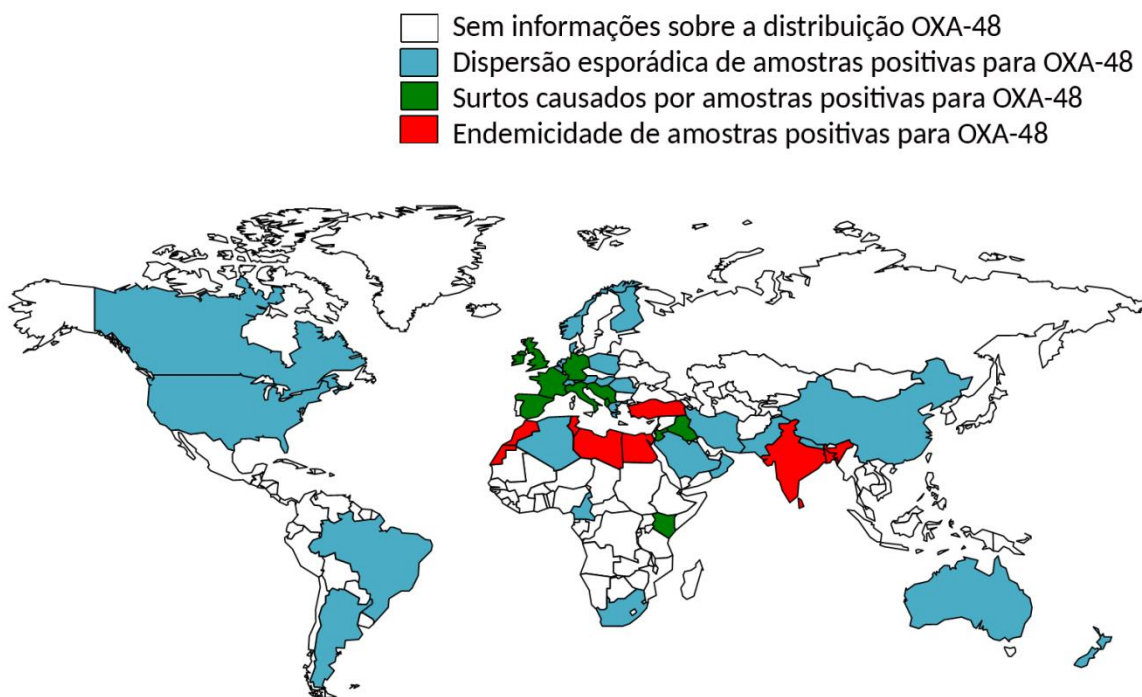 Sem informações sobre a distribuição OXA-48
Dispersão esporádica de amostras positivas para OXA-48
Surtos causados por amostras positivas para OXA-48
Endemicidade de amostras positivas para OXA-48